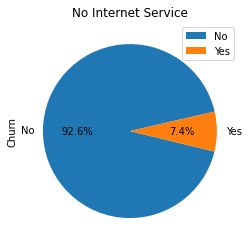 No Internet Service
No
Yes
Churn
No
92.6%
7.4%
Yes